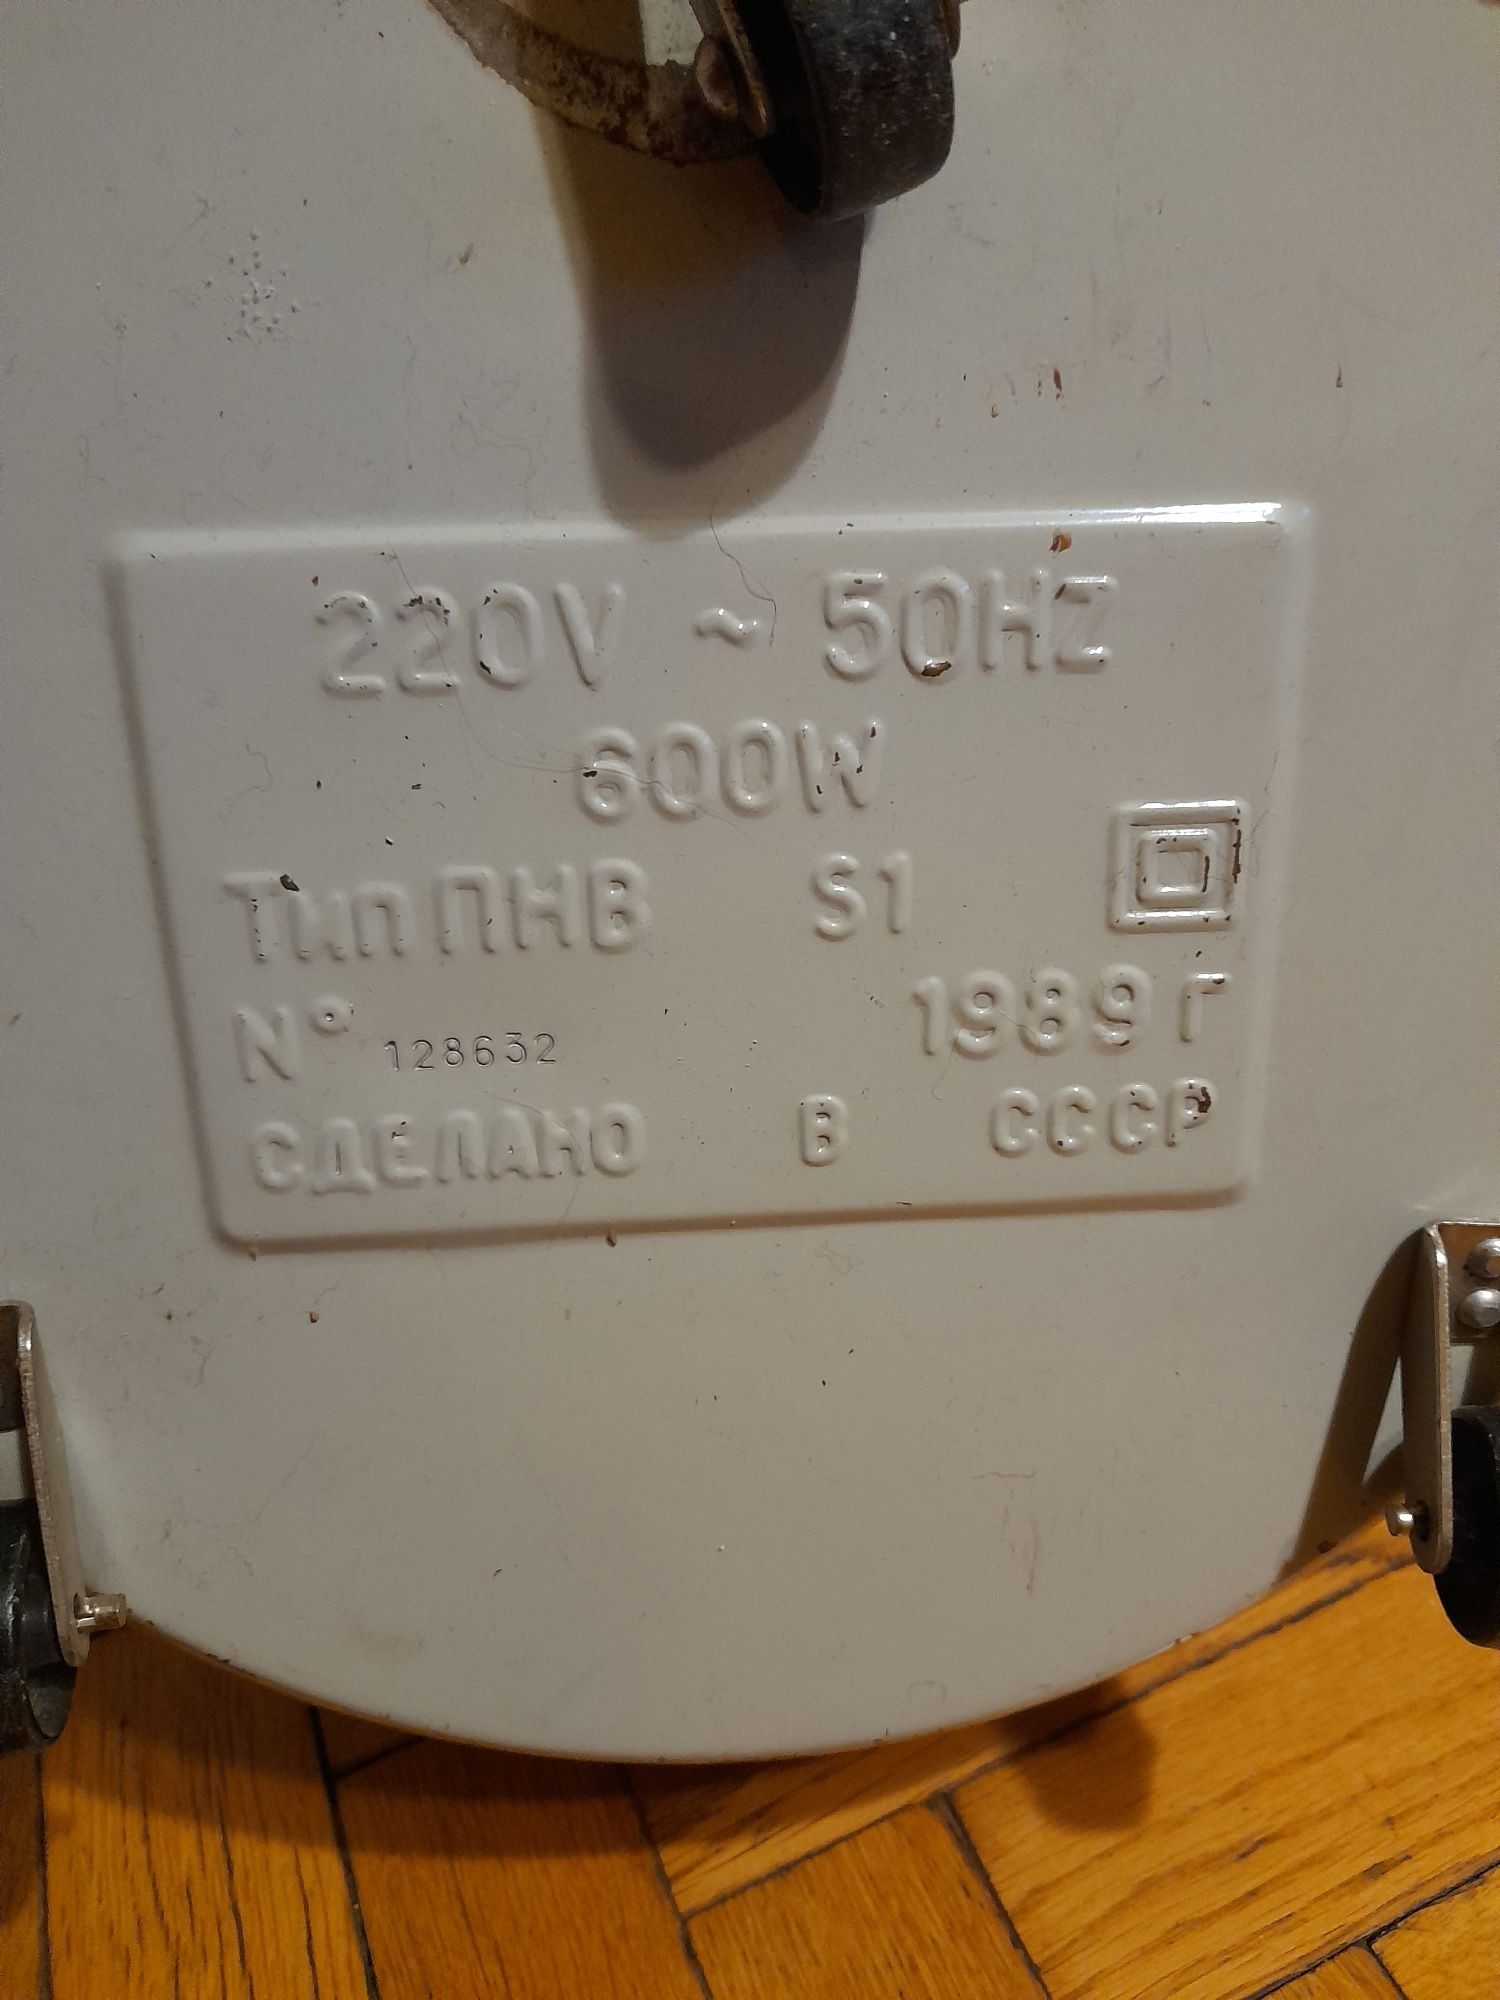 220V ~ 50HZ
600W
Тип ПНВ S1
N° 128632 1989 Г
СДЕЛАНО В СССР